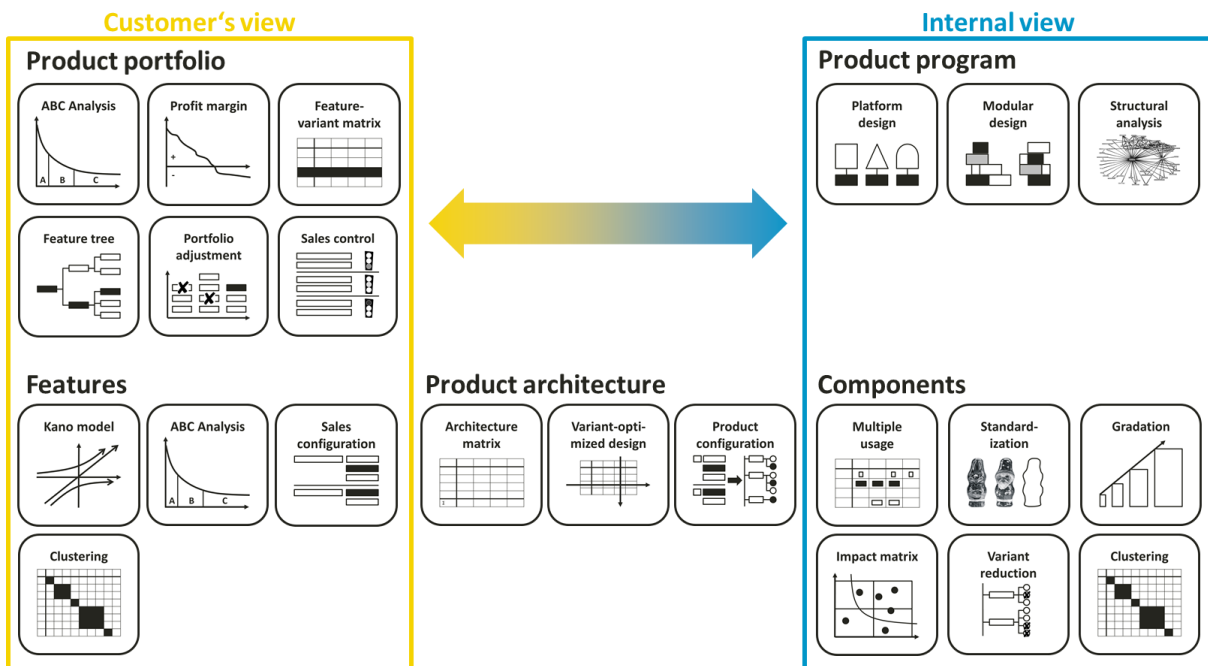 Customer‘s view
Internal view
Product portfolio
ABC Analysis
A B C
Profit margin
+
-
Feature-
variant matrix
Feature tree
Portfolio
adjustment
Sales control
Product program
Platform
design
Modular
design
Structural
analysis
Features
Kano model
ABC Analysis
A B C
Sales
configuration
Clustering
Product architecture
Architecture
matrix
Variant-opti-
mized design
Product
configuration
Components
Multiple
usage
Standard-
ization
Gradation
Impact matrix
Variant
reduction
Clustering